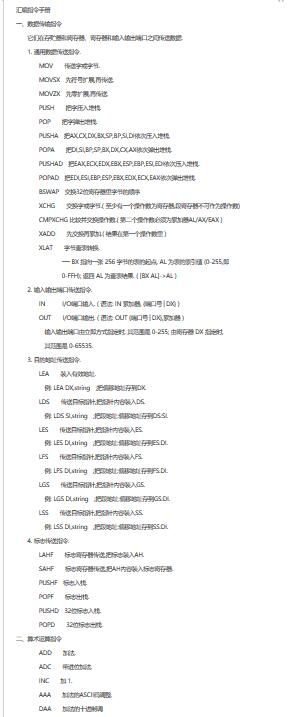 汇编指令手册
一、数据传输指令
它们在存贮器和寄存器、寄存器和输入输出端口之间传送数据.
1. 通用数据传送指令.
MOV 传送字或字节.
MOVSX 先符号扩展,再传送.
MOVZX 先零扩展,再传送.
PUSH 把字压入堆栈.
POP 把字弹出堆栈.
PUSHA 把AX,CX,DX,BX,SP,BP,SI,DI依次压入堆栈.
POPA 把DI,SI,BP,SP,BX,DX,CX,AX依次弹出堆栈.
PUSHAD 把EAX,ECX,EDX,EBX,ESP,EBP,ESI,EDI依次压入堆栈.
POPAD 把EDI,ESI,EBP,ESP,EBX,EDX,ECX,EAX依次弹出堆栈.
BSWAP 交换32位寄存器里字节的顺序
XCHG 交换字或字节.( 至少有一个操作数为寄存器,段寄存器不可作为操作数)
CMPXCHG 比较并交换操作数.( 第二个操作数必须为累加器AL/AX/EAX )
XADD 先交换再累加.( 结果在第一个操作数里 )
XLAT 字节查表转换.
── BX 指向一张 256 字节的表的起点, AL 为表的索引值 (0-255,即
0-FFH); 返回 AL 为查表结果. ( [BX AL]->AL )
2. 输入输出端口传送指令.
IN I/O端口输入. ( 语法: IN 累加器, {端口号│DX} )
OUT I/O端口输出. ( 语法: OUT {端口号│DX},累加器 )
输入输出端口由立即方式指定时, 其范围是 0-255; 由寄存器 DX 指定时,
其范围是 0-65535.
3. 目的地址传送指令.
LEA 装入有效地址.
例: LEA DX,string ;把偏移地址存到DX.
LDS 传送目标指针,把指针内容装入DS.
例: LDS SI,string ;把段地址:偏移地址存到DS:SI.
LES 传送目标指针,把指针内容装入ES.
例: LES DI,string ;把段地址:偏移地址存到ES:DI.
LFS 传送目标指针,把指针内容装入FS.
例: LFS DI,string ;把段地址:偏移地址存到FS:DI.
LGS 传送目标指针,把指针内容装入GS.
例: LGS DI,string ;把段地址:偏移地址存到GS:DI.
LSS 传送目标指针,把指针内容装入SS.
例: LSS DI,string ;把段地址:偏移地址存到SS:DI.
4. 标志传送指令.
LAHF 标志寄存器传送,把标志装入AH.
SAHF 标志寄存器传送,把AH内容装入标志寄存器.
PUSHF 标志入栈.
POPF 标志出栈.
PUSHD 32位标志入栈.
POPD 32位标志出栈.
二、算术运算指令
ADD 加法.
ADC 带进位加法.
INC 加 1.
AAA 加法的ASCII码调整.
DAA 加法的十进制调